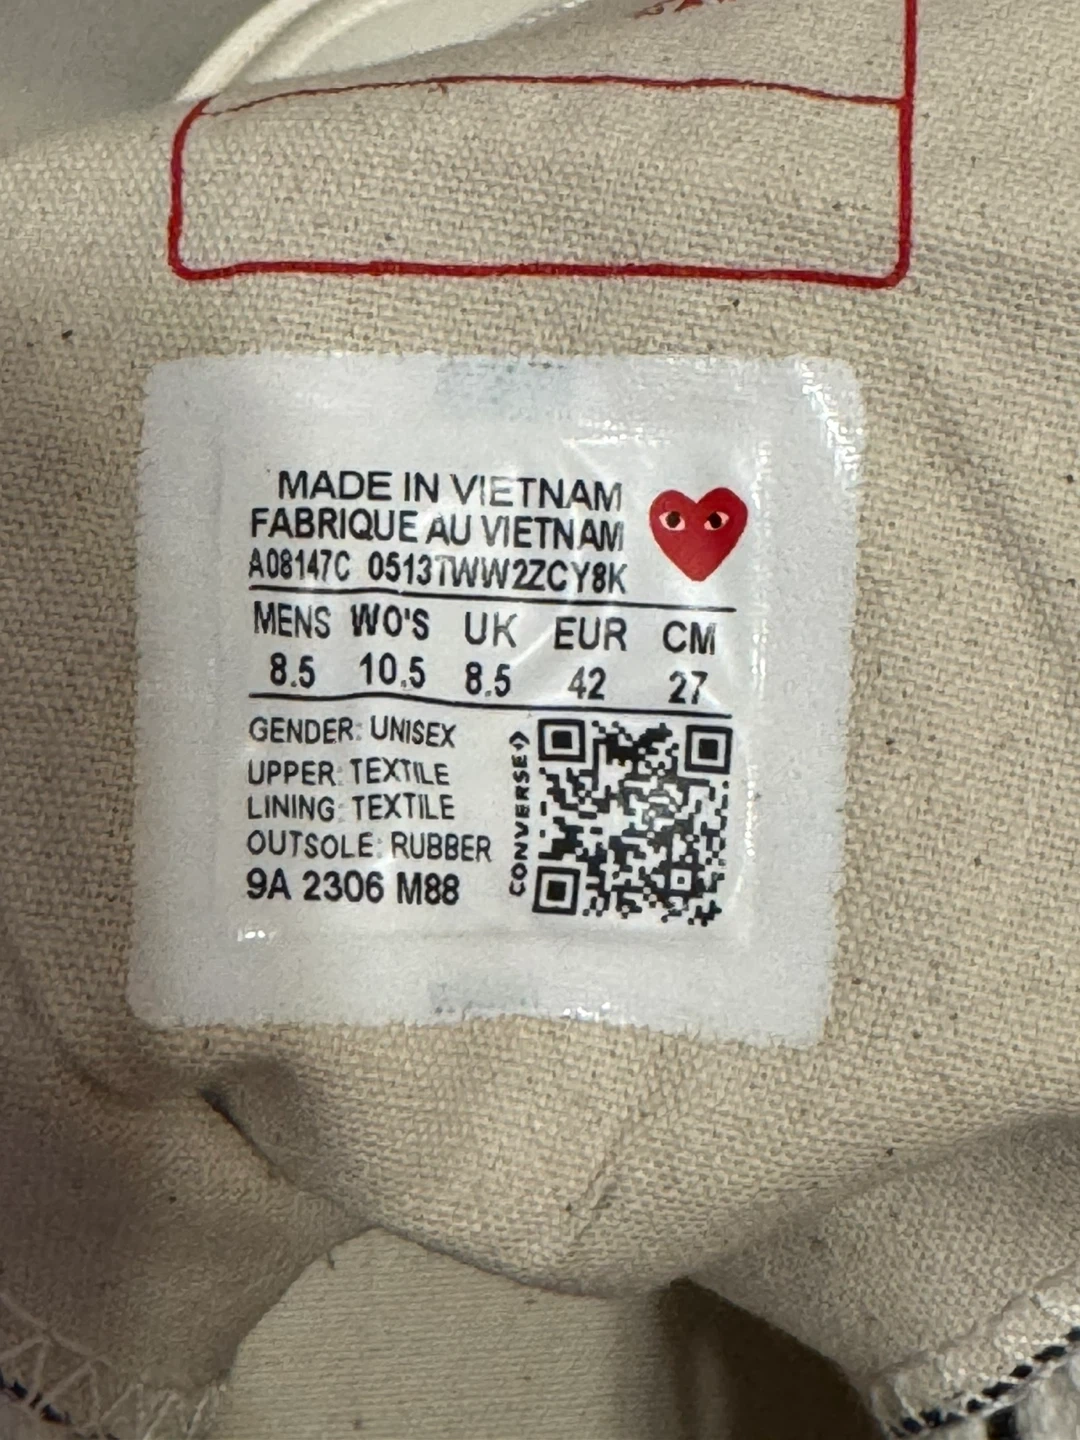 MADE IN VIETNAM
FABRIQUE AU VIETNAM
A08147C 0513TWW2ZCY8K
MENS WO'S UK EUR CM
8.5 10.5 8.5 42 27
GENDER: UNISEX
UPPER: TEXTILE
LINING: TEXTILE
OUTSOLE: RUBBER
9A 2306 M88
CONVERSE